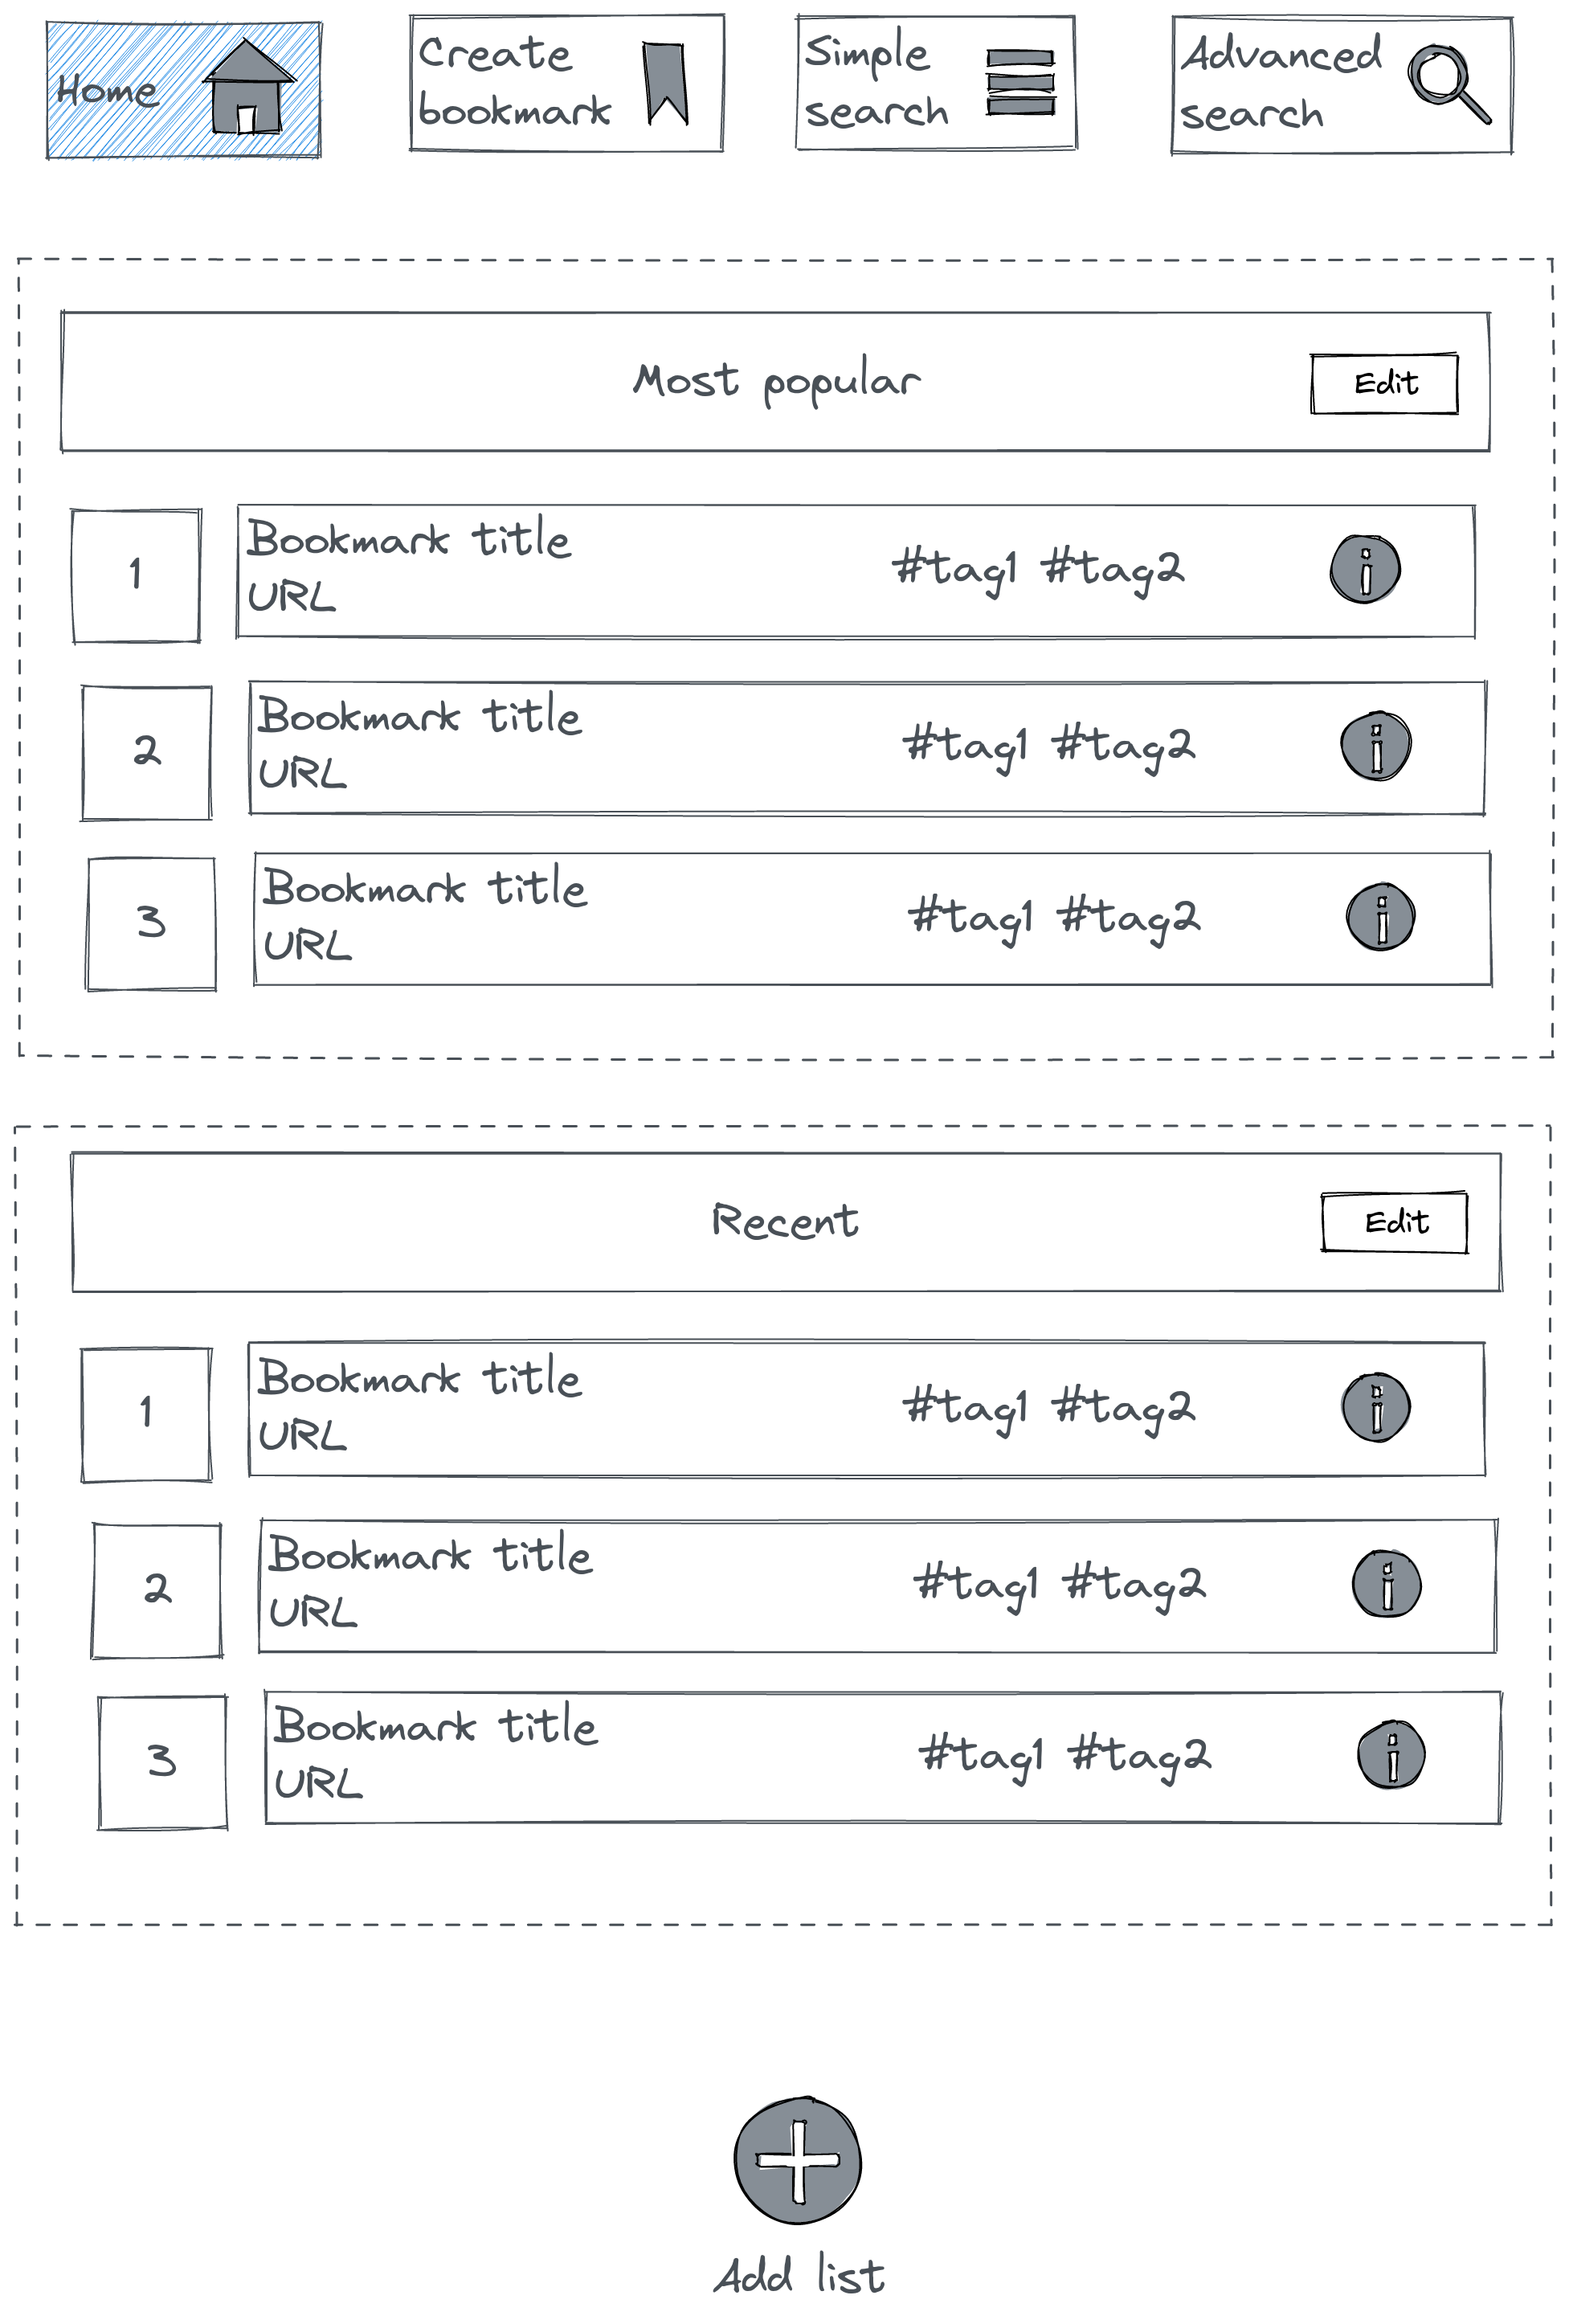 Home
Create
bookmark
Simple
search
Advanced
search
Most popular
Edit
1
Bookmark title
URL
#tag1 #tag2
i
2
Bookmark title
URL
#tag1 #tag2
i
3
Bookmark title
URL
#tag1 #tag2
i
Recent
Edit
1
Bookmark title
URL
#tag1 #tag2
i
2
Bookmark title
URL
#tag1 #tag2
i
3
Bookmark title
URL
#tag1 #tag2
i
Add list